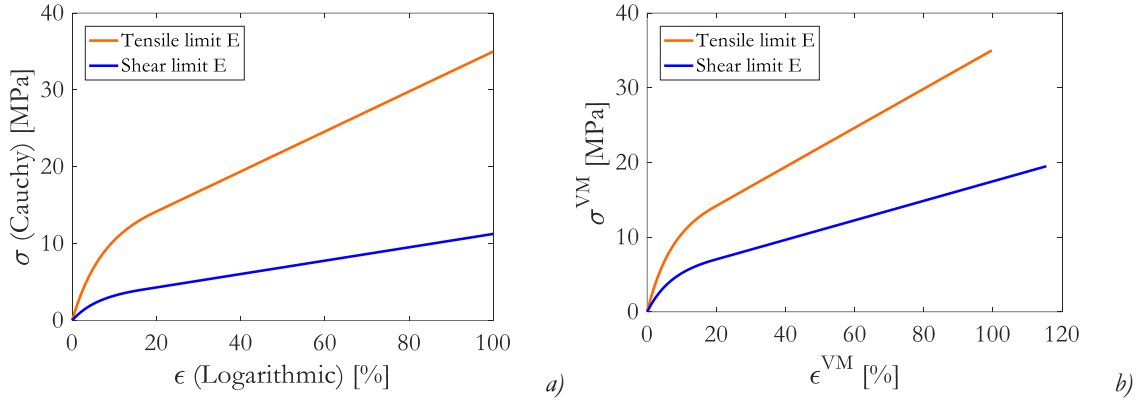 40
30
20
10
0
σ (Cauchy) [MPa]
Tensile limit E
Shear limit E
0 20 40 60 80 100
ϵ (Logarithmic) [%]
a)
40
30
20
10
0
σ^VM [MPa]
Tensile limit E
Shear limit E
0 20 40 60 80 100 120
ϵ^VM [%]
b)